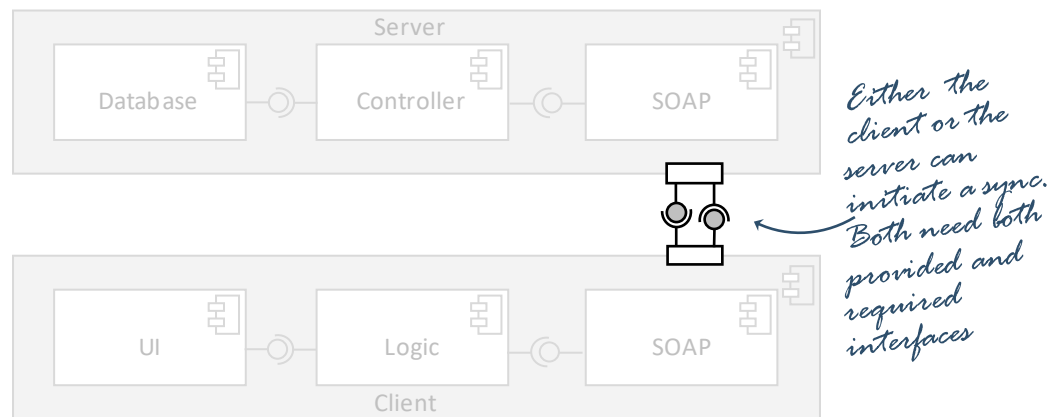 Server
Database
Controller
SOAP
Either the
client or the
server can
initiate a sync.
Both need both
provided and
required
interfaces
UI
Logic
SOAP
Client